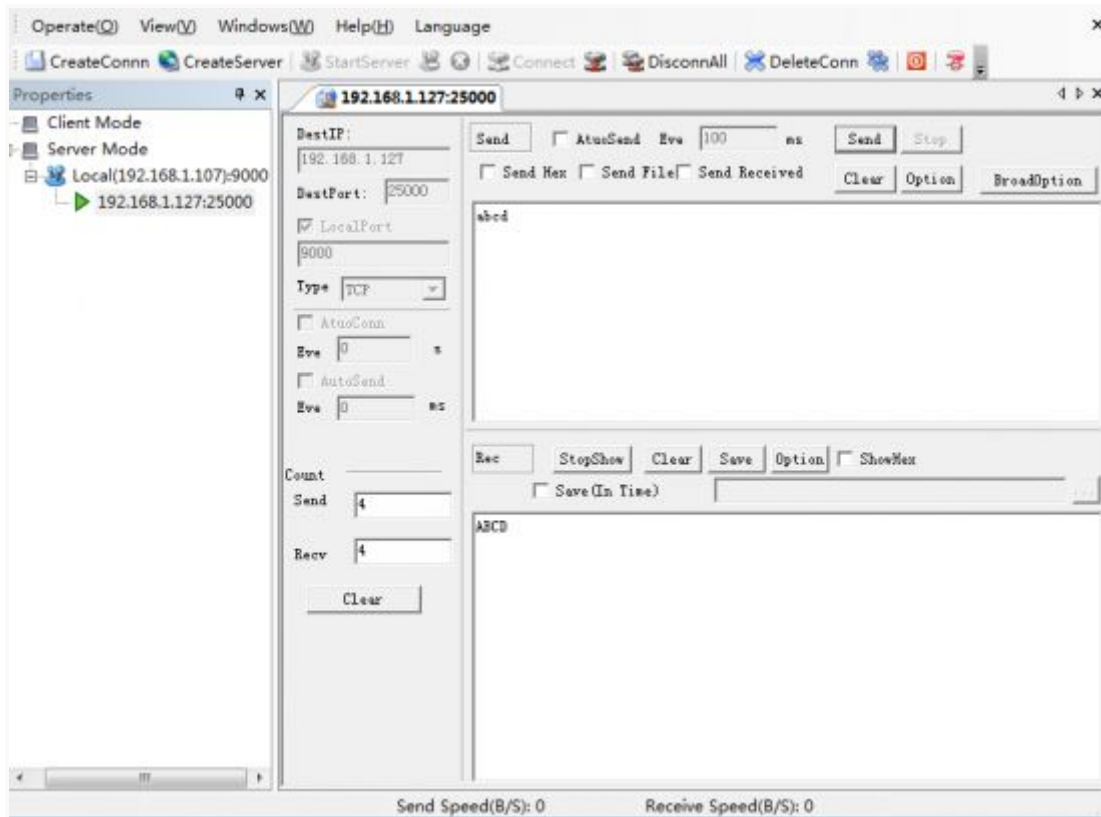 Operate(O) View(V) Windows(W) Help(H) Language
CreateConnn CreateServer StartServer Connect DisconnAll DeleteConn
Properties
Client Mode
Server Mode
Local(192.168.1.107):9000
192.168.1.127:25000
192.168.1.127:25000
DestIP:
192.168.1.127
DestPort: 25000
LocalPort
9000
Type TCP
AtuoConn
Eve 0 s
AutoSend
Eve 0 ms
Count
Send 4
Recv 4
Clear
Send AtuoSend Eve 100 ms Send Stop
Send Hex Send File Send Received Clear Option BroadOption
abcd
Rec StopShow Clear Save Option ShowHex
Save(In Time) ...
ABCD
Send Speed(B/S): 0 Receive Speed(B/S): 0